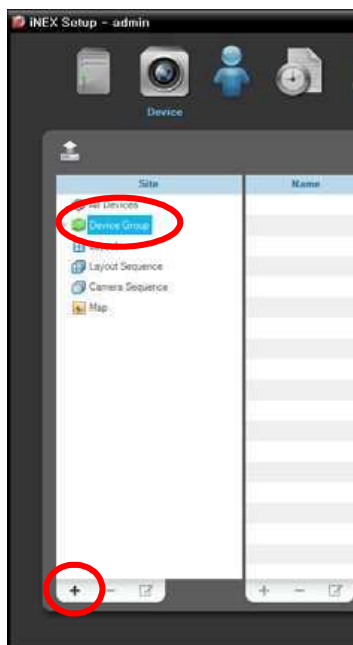 iNEX Setup - admin
Device
Site
Name
All Devices
Device Group
Layout Sequence
Camera Sequence
Map